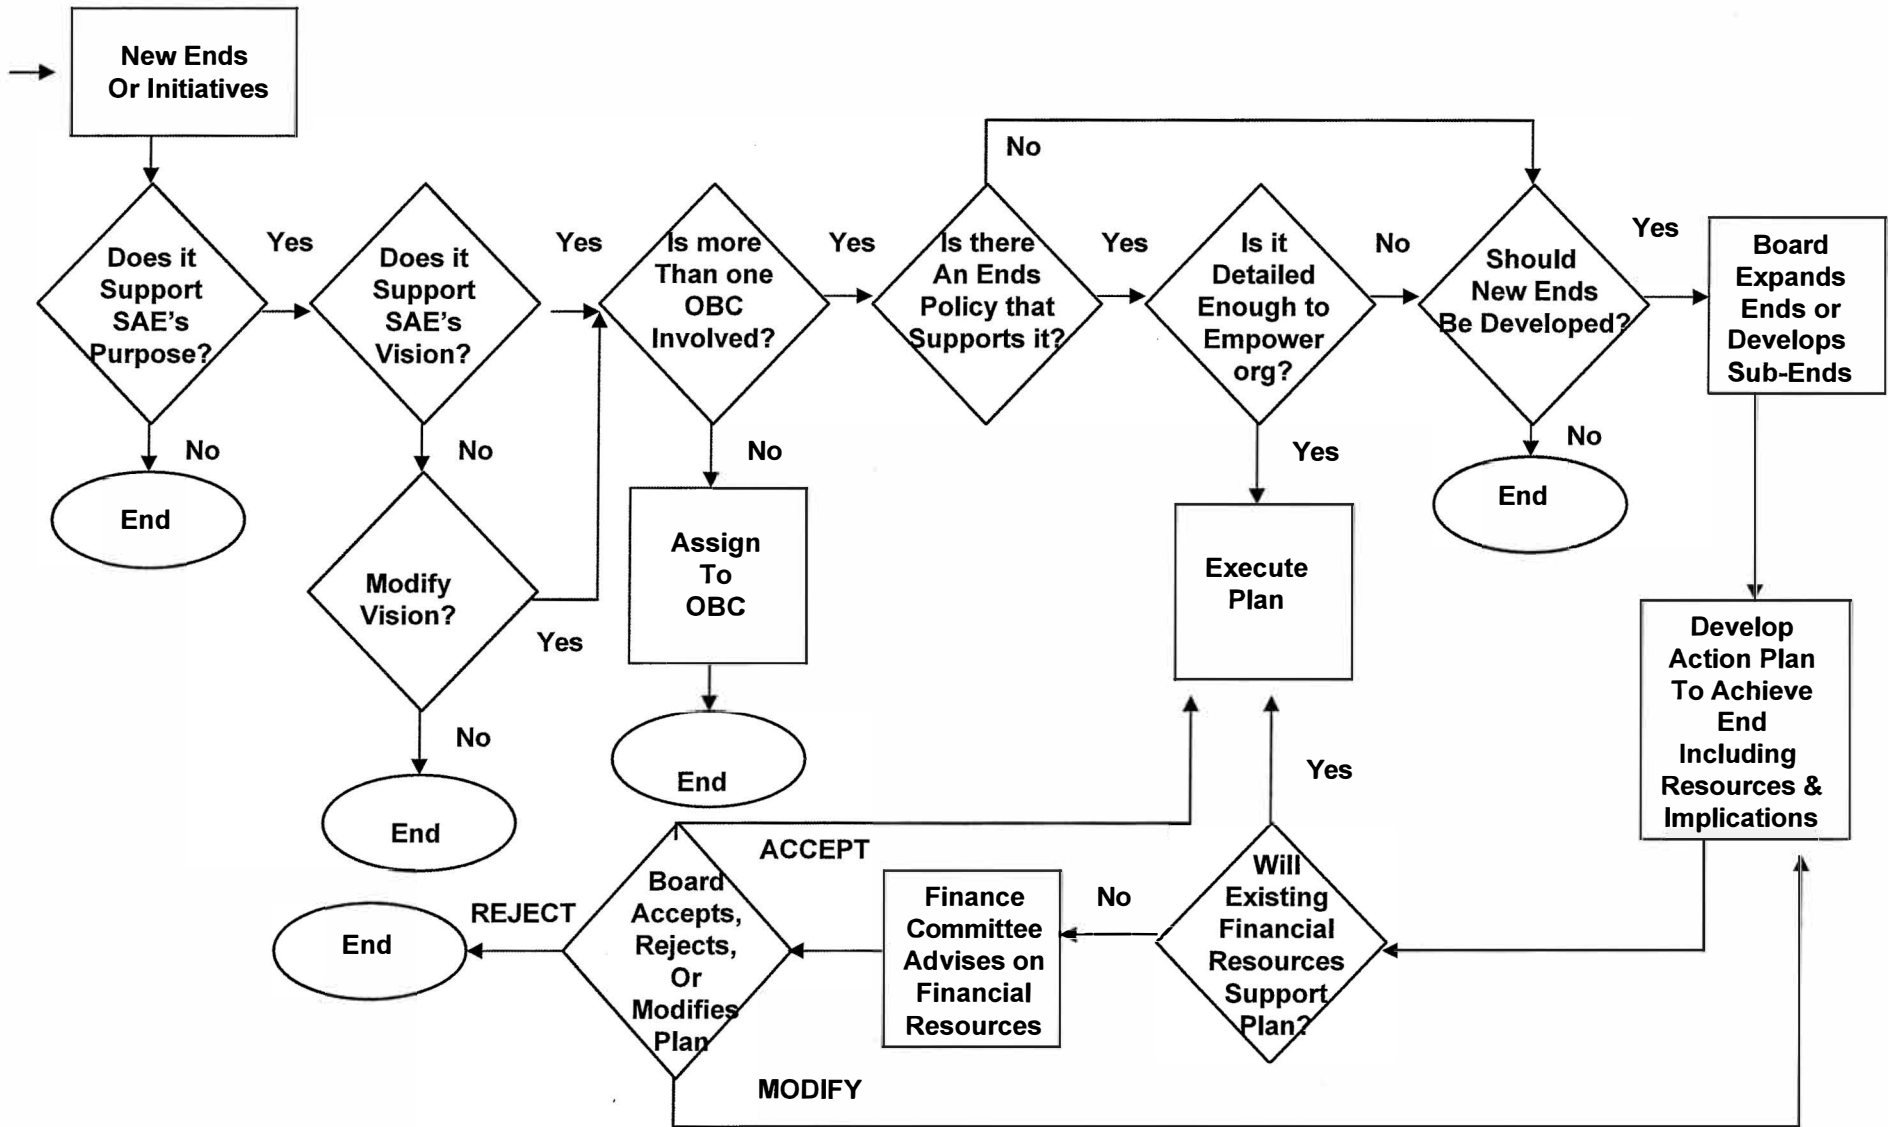 New Ends
Or Initiatives
No
Does it
Support
SAE's
Purpose?
Yes
Does it
Support
SAE's
Vision?
Yes
Is more
Than one
OBC
Involved?
Yes
Is there
An Ends
Policy that
Supports it?
Yes
Is it
Detailed
Enough to
Empower
org?
No
Should
New Ends
Be Developed?
Yes
Board
Expands
Ends or
Develops
Sub-Ends
No
End
No
Modify
Vision?
Yes
No
End
No
Assign
To
OBC
End
Yes
Execute
Plan
No
End
Develop
Action Plan
To Achieve
End
Including
Resources &
Implications
Yes
Will
Existing
Financial
Resources
Support
Plan?
No
Finance
Committee
Advises on
Financial
Resources
ACCEPT
Board
Accepts,
Rejects,
Or
Modifies
Plan
REJECT
End
MODIFY